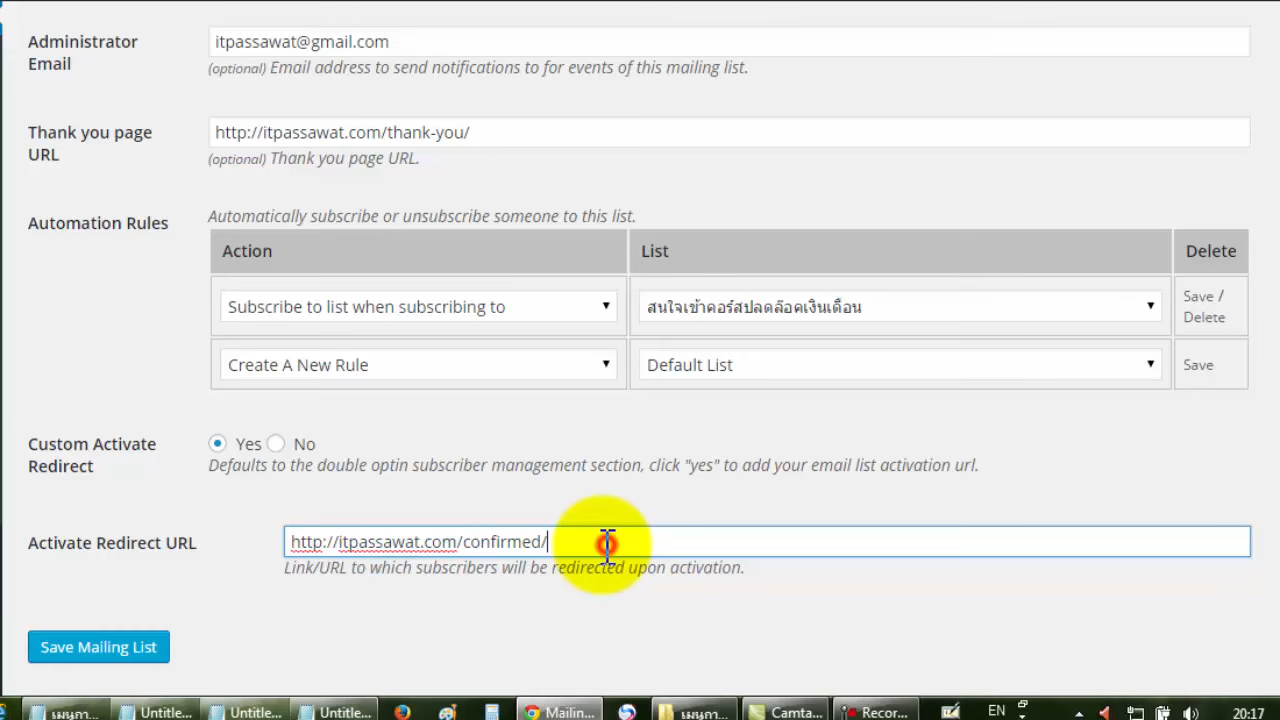 Administrator
Email
itpassawat@gmail.com
(optional) Email address to send notifications to for events of this mailing list.
Thank you page
URL
http://itpassawat.com/thank-you/
(optional) Thank you page URL.
Automation Rules
Automatically subscribe or unsubscribe someone to this list.
Action List Delete
Subscribe to list when subscribing to สนใจเข้าคอร์สปลดล๊อคเงินเดือน Save /
Delete
Create A New Rule Default List Save
Custom Activate
Redirect
Yes No
Defaults to the double optin subscriber management section, click "yes" to add your email list activation url.
Activate Redirect URL
http://itpassawat.com/confirmed/
Link/URL to which subscribers will be redirected upon activation.
Save Mailing List
เมนูกา... Untitle... Untitle... Untitle... Mailin... เมนูกา... Camta... Recor... EN 20:17